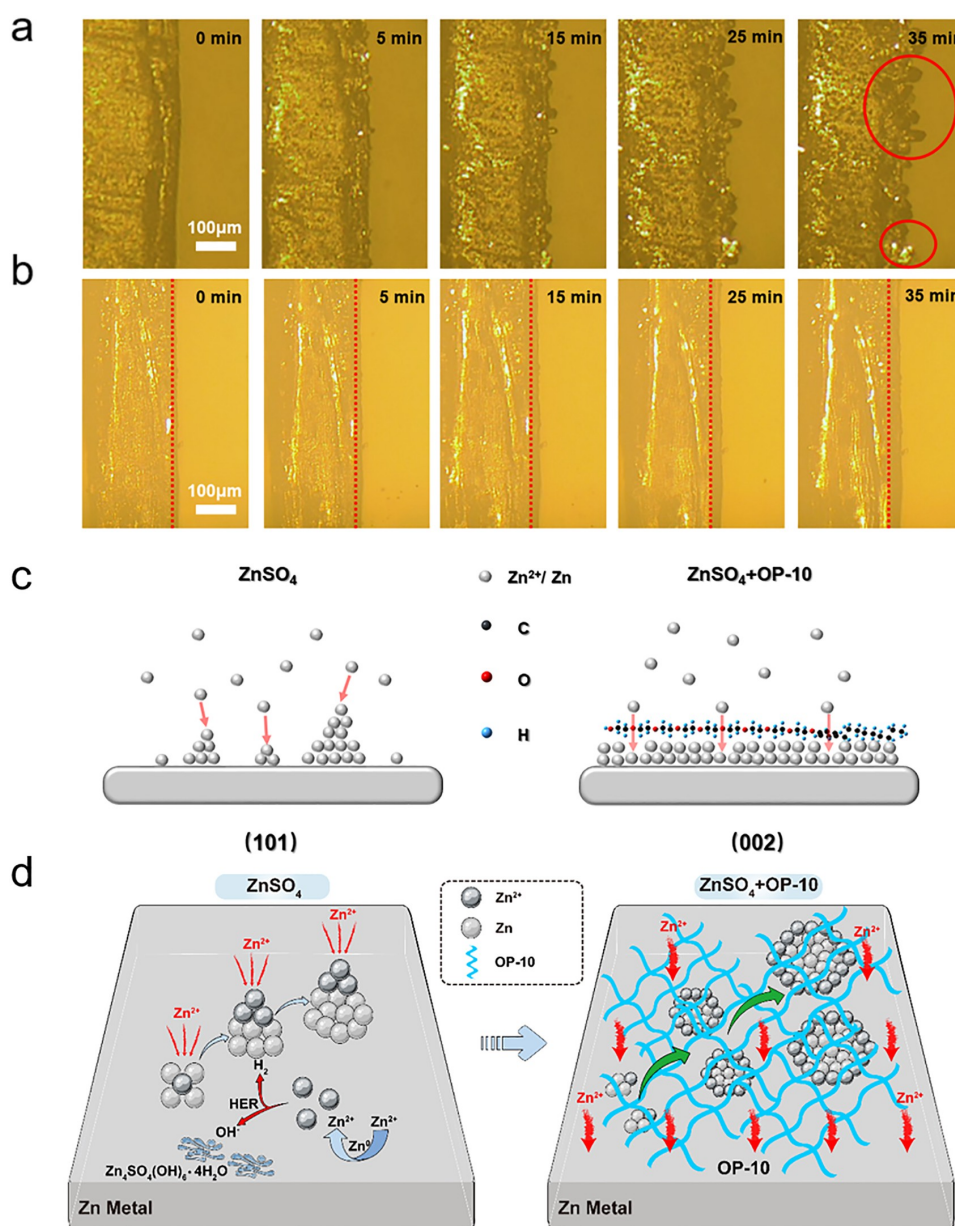 a
0 min
5 min
15 min
25 min
35 min
100μm
b
0 min
5 min
15 min
25 min
35 min
100μm
c
ZnSO₄
Zn²⁺/ Zn
C
O
H
ZnSO₄+OP-10
(101)
(002)
d
ZnSO₄
Zn²⁺
Zn²⁺
Zn²⁺
H₂
HER
OH⁻
Zn²⁺
Zn⁰
Zn²⁺
Zn₄SO₄(OH)₆·4H₂O
Zn Metal
Zn²⁺
Zn
OP-10
ZnSO₄+OP-10
Zn²⁺
Zn²⁺
Zn²⁺
Zn²⁺
OP-10
Zn Metal